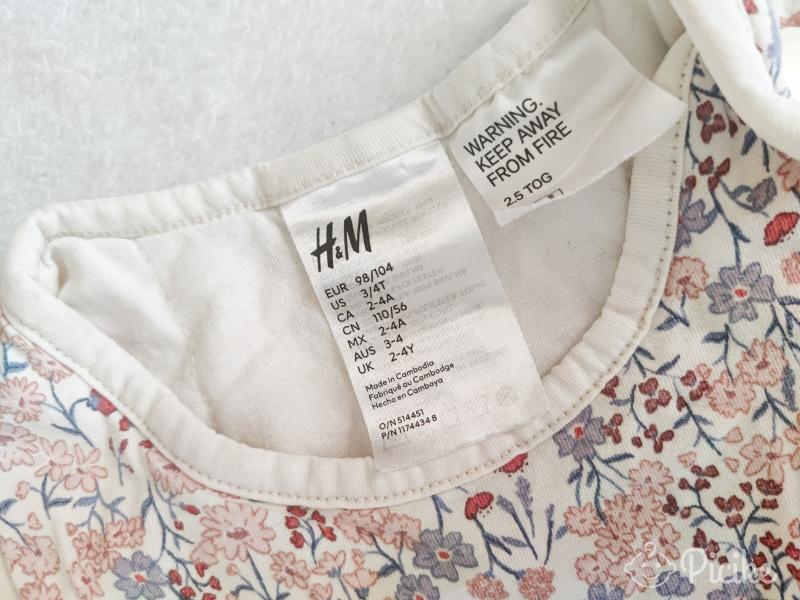 H&M
EUR 98/104
US 3/4T
CA 2-4A
CN 110/56
MX 2-4A
AUS 3-4
UK 2-4Y
Made in Cambodia
Fabriqué au Cambodge
Hecho en Camboya
O/N 514451
P/N 1174434 8
WARNING.
KEEP AWAY
FROM FIRE
2.5 TOG
Picike